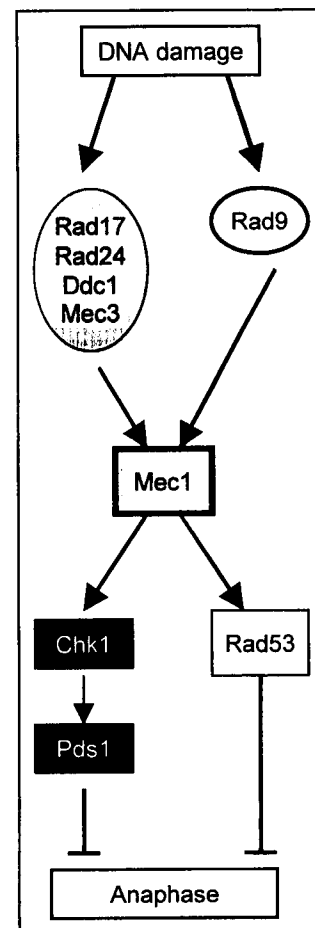 DNA damage
Rad17
Rad24
Ddc1
Mec3
Rad9
Mec1
Chk1
Rad53
Pds1
Anaphase